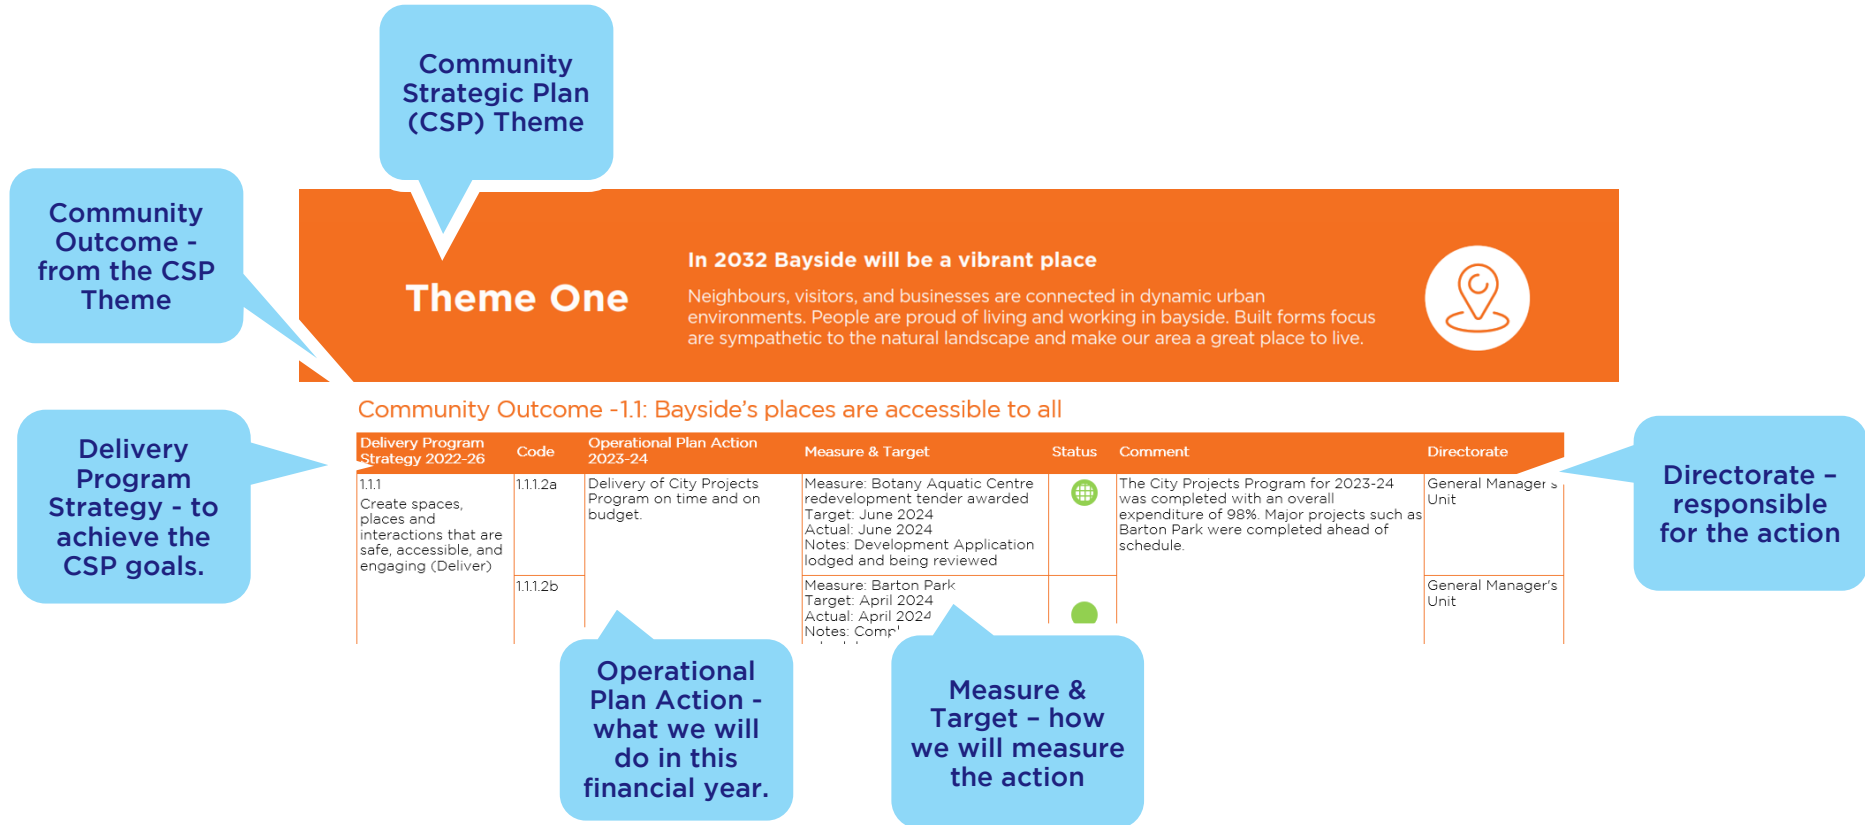 Community
Strategic Plan
(CSP) Theme
Community
Outcome -
from the CSP
Theme
Theme One
In 2032 Bayside will be a vibrant place
Neighbours, visitors, and businesses are connected in dynamic urban
environments. People are proud of living and working in bayside. Built forms focus
are sympathetic to the natural landscape and make our area a great place to live.
Delivery
Program
Strategy - to
achieve the
CSP goals.
Community Outcome -1.1: Bayside's places are accessible to all
Delivery Program
Strategy 2022-26
Code
Operational Plan Action
2023-24
Measure & Target
Status
Comment
Directorate
1.1.1
Create spaces,
places and
interactions that are
safe, accessible, and
engaging (Deliver)
1.1.1.2a
Delivery of City Projects
Program on time and on
budget.
Measure: Botany Aquatic Centre
redevelopment tender awarded
Target: June 2024
Actual: June 2024
Notes: Development Application
lodged and being reviewed
The City Projects Program for 2023-24
was completed with an overall
expenditure of 98%. Major projects such as
Barton Park were completed ahead of
schedule.
General Manager's
Unit
1.1.1.2b
Measure: Barton Park
Target: April 2024
Actual: April 2024
Notes:
General Manager's
Unit
Directorate –
responsible
for the action
Operational
Plan Action -
what we will
do in this
financial year.
Measure &
Target – how
we will measure
the action